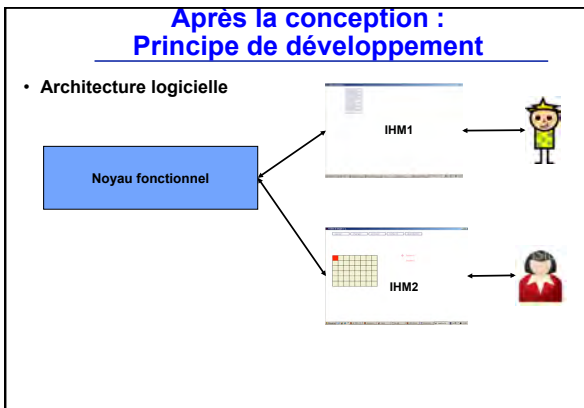 Après la conception :
Principe de développement
• Architecture logicielle
IHM1
Noyau fonctionnel
IHM2